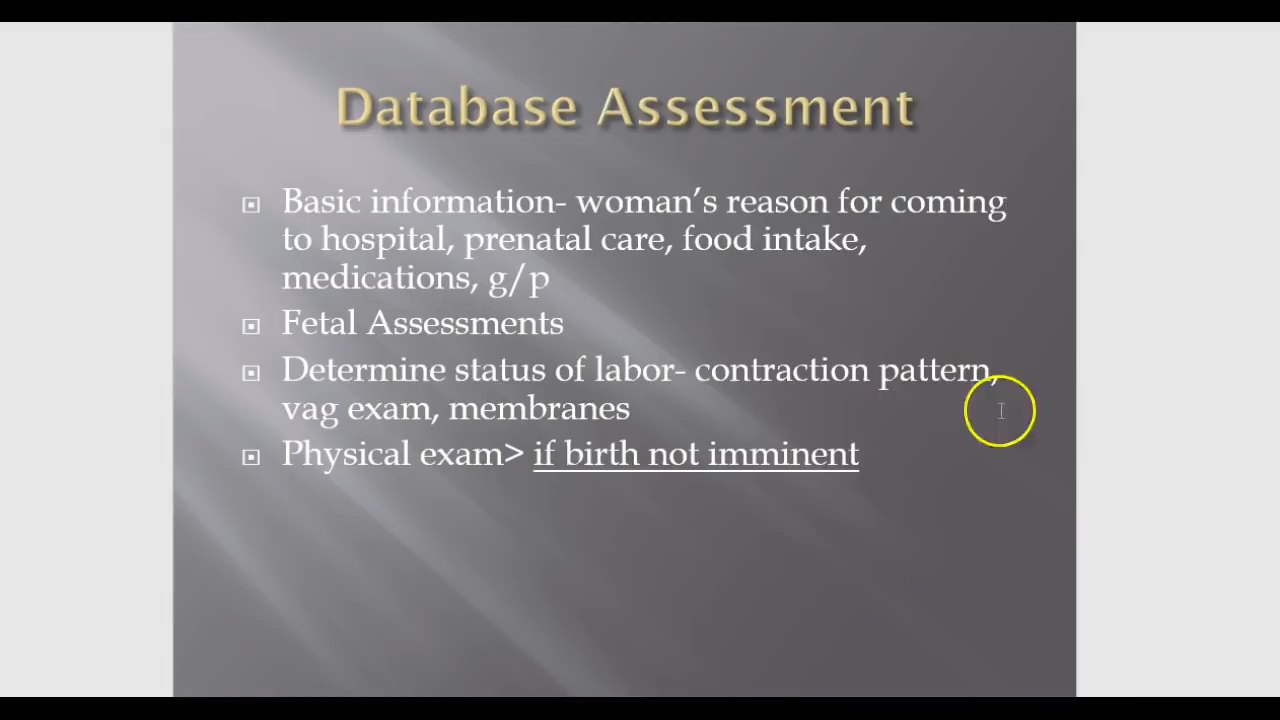 Database Assessment
Basic information- woman's reason for coming
to hospital, prenatal care, food intake,
medications, g/p
Fetal Assessments
Determine status of labor- contraction pattern,
vag exam, membranes
Physical exam> if birth not imminent